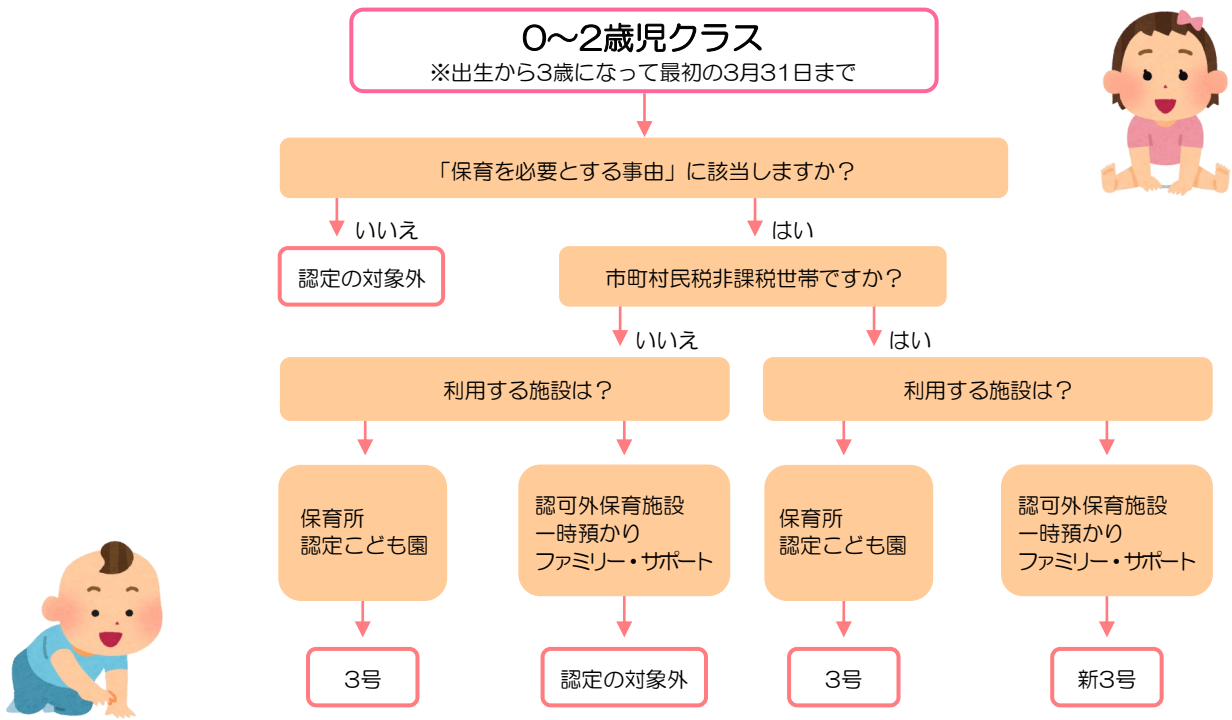 0～2歳児クラス
※出生から3歳になって最初の3月31日まで
「保育を必要とする事由」に該当しますか？
いいえ
はい
認定の対象外
市町村民税非課税世帯ですか？
いいえ
はい
利用する施設は？
利用する施設は？
保育所
認定こども園
認可外保育施設
一時預かり
ファミリー・サポート
保育所
認定こども園
認可外保育施設
一時預かり
ファミリー・サポート
3号
認定の対象外
3号
新3号